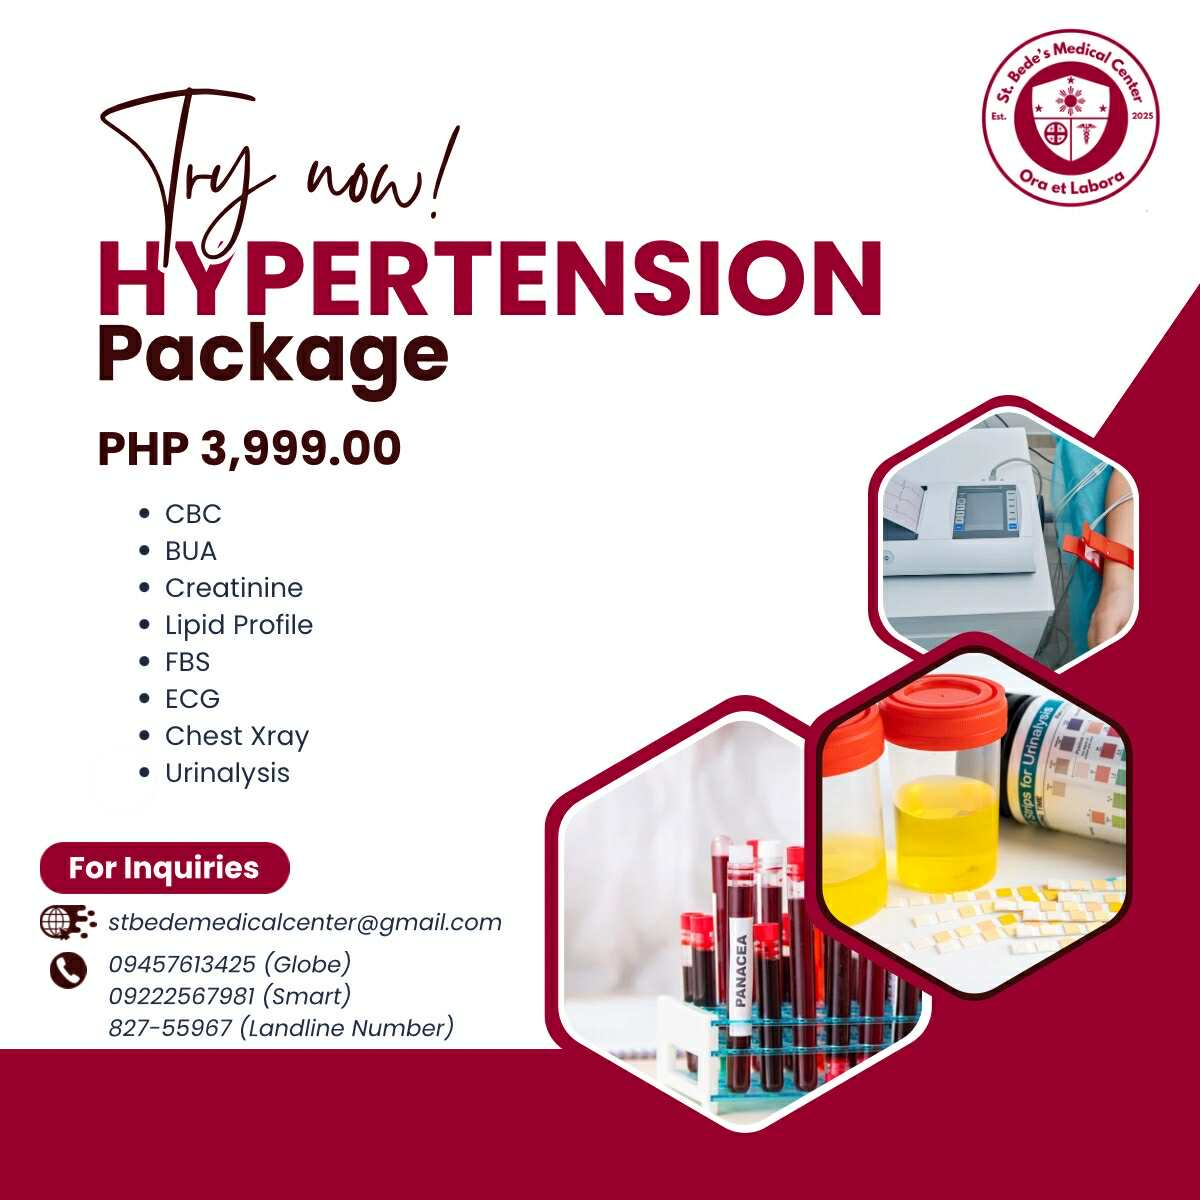 St. Bede's Medical Center
Est. 2025
Ora et Labora
Try now!
HYPERTENSION
Package
PHP 3,999.00
CBC
BUA
Creatinine
Lipid Profile
FBS
ECG
Chest Xray
Urinalysis
For Inquiries
stbedemedicalcenter@gmail.com
09457613425 (Globe)
09222567981 (Smart)
827-55967 (Landline Number)
Strips for Urinalysis
PANACEA